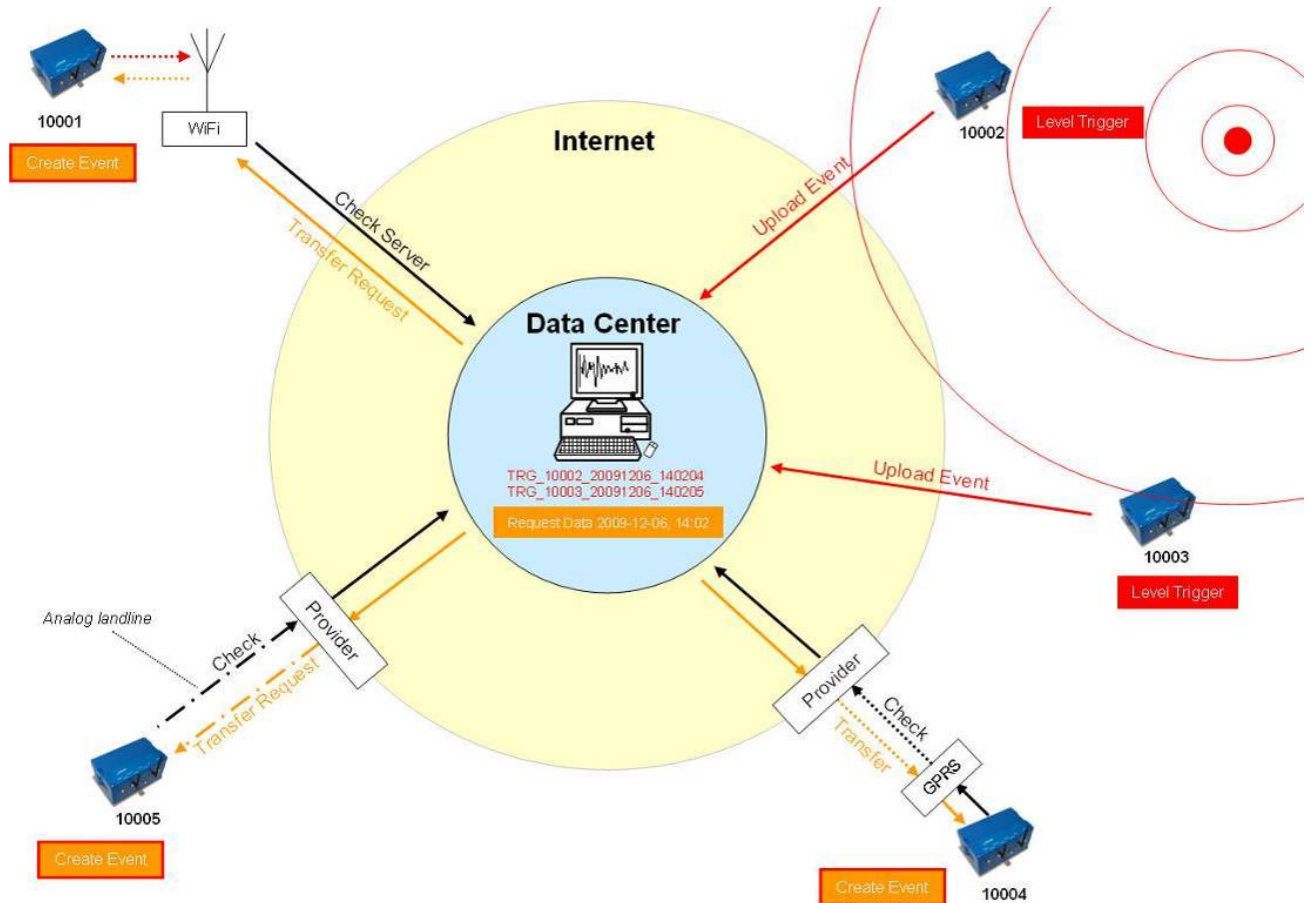 10001
Create Event
WiFi
Internet
Check Server
Transfer Request
10002
Level Trigger
Upload Event
Data Center
TRG_10002_20091206_140204
TRG_10003_20091206_140205
Request Data 2009-12-06, 14:02
Upload Event
10003
Level Trigger
Analog landline
Check
Transfer Request
Provider
10005
Create Event
Provider
Check
Transfer
GPRS
10004
Create Event